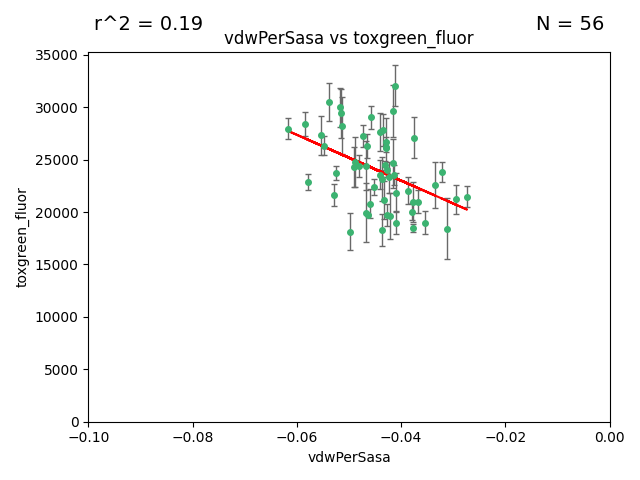 r^2 = 0.19
N = 56
vdwPerSasa vs toxgreen_fluor
35000
30000
25000
20000
15000
10000
5000
0
toxgreen_fluor
−0.10
−0.08
−0.06
−0.04
−0.02
0.00
vdwPerSasa